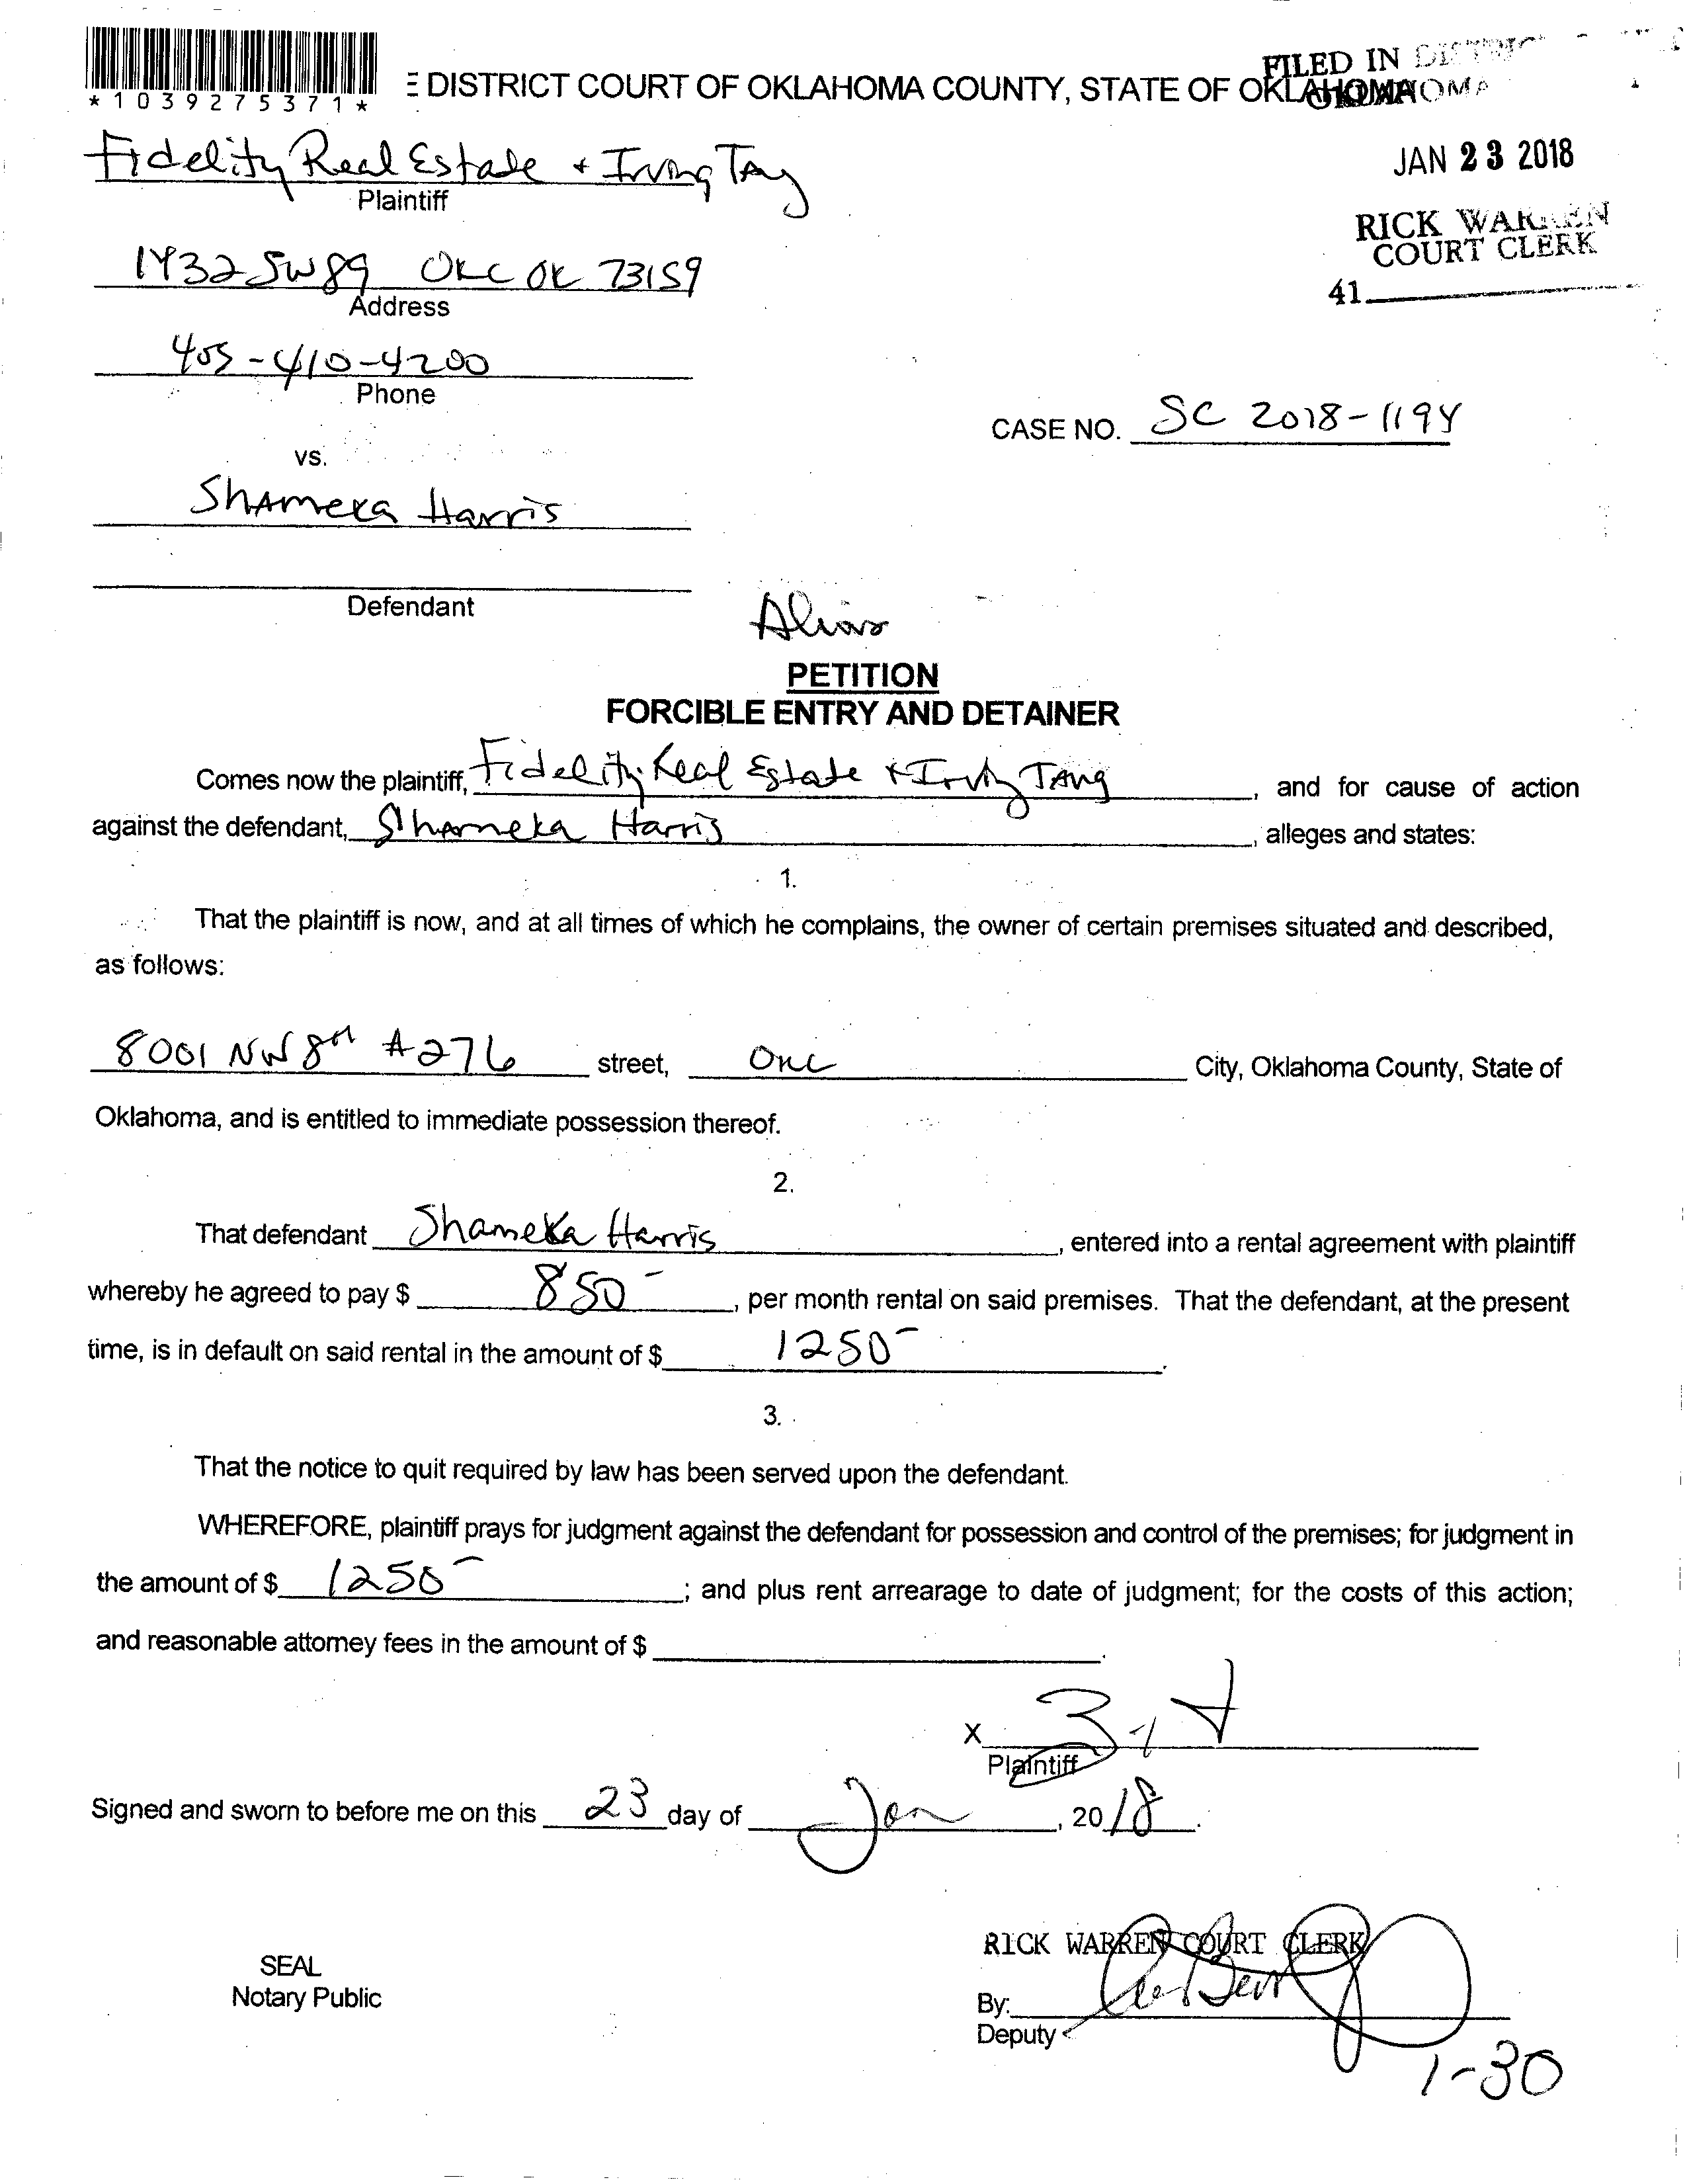 *1039275371*
E DISTRICT COURT OF OKLAHOMA COUNTY, STATE OF OKLAHOMA
FILED IN DISTRICT
OKLAHOMA
JAN 23 2018
RICK WARREN
COURT CLERK
41
Fidelity Real Estate + Irving Tang
Plaintiff
1432 SW 89 OKC OK 73159
Address
405-410-4200
Phone
CASE NO. SC 2018-1194
vs.
Shameka Harris
Defendant
Alias
PETITION
FORCIBLE ENTRY AND DETAINER
Comes now the plaintiff, Fidelity Real Estate + Irving Tang, and for cause of action
against the defendant, Shameka Harris, alleges and states:
1.
That the plaintiff is now, and at all times of which he complains, the owner of certain premises situated and described,
as follows:
8001 NW 8th #276 street, OKC City, Oklahoma County, State of
Oklahoma, and is entitled to immediate possession thereof.
2.
That defendant Shameka Harris, entered into a rental agreement with plaintiff
whereby he agreed to pay $ 850-, per month rental on said premises. That the defendant, at the present
time, is in default on said rental in the amount of $ 1250-.
3.
That the notice to quit required by law has been served upon the defendant.
WHEREFORE, plaintiff prays for judgment against the defendant for possession and control of the premises; for judgment in
the amount of $ 1250-; and plus rent arrearage to date of judgment; for the costs of this action;
and reasonable attorney fees in the amount of $ .
X
Plaintiff
Signed and sworn to before me on this 23 day of Jan, 2018.
RICK WARREN COURT CLERK
SEAL
Notary Public
By:
Deputy
1-30